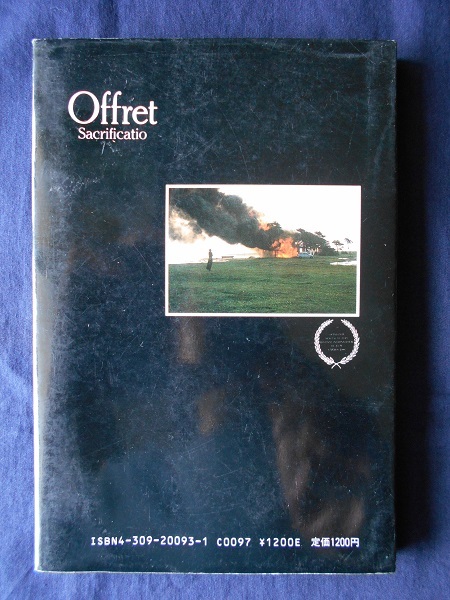 Offret
Sacrificatio
ISBN4-309-20093-1 C0097 ¥1200E 定価1200円